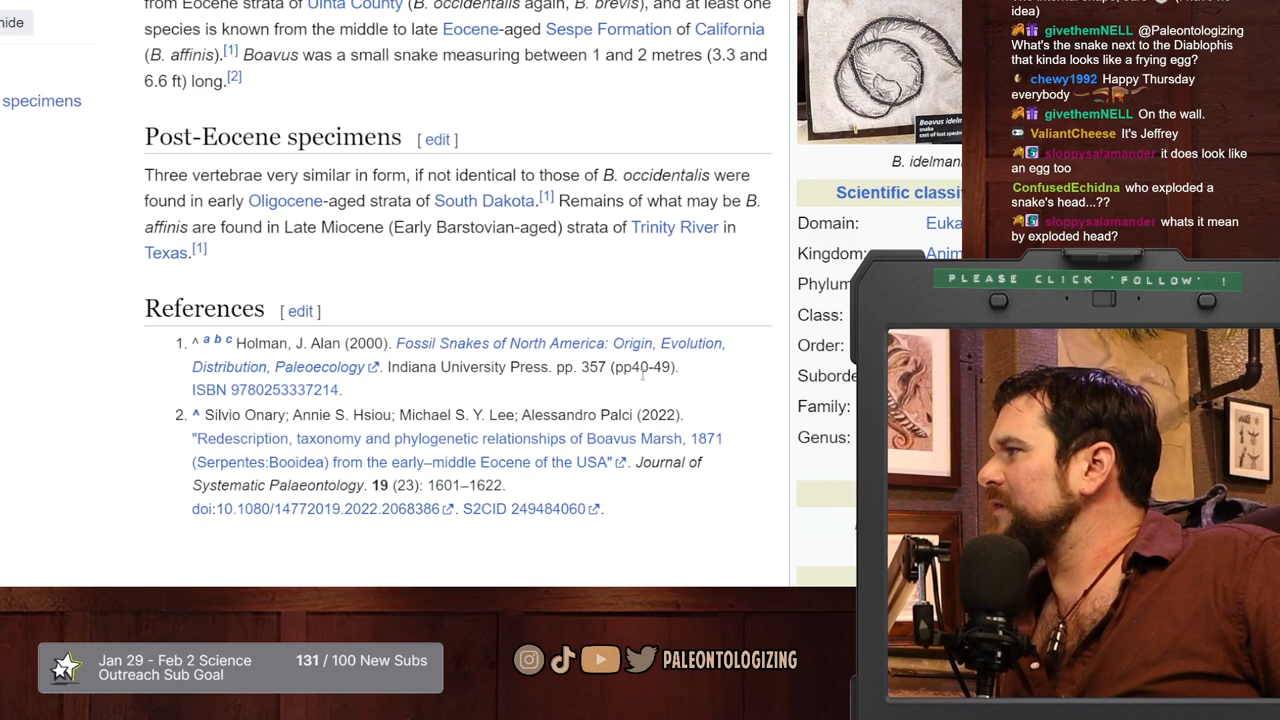 hide
specimens
from Eocene strata of Uinta County (B. occidentalis again, B. brevis), and at least one
species is known from the middle to late Eocene-aged Sespe Formation of California
(B. affinis).[1] Boavus was a small snake measuring between 1 and 2 metres (3.3 and
6.6 ft) long.[2]
Post-Eocene specimens [ edit ]
Three vertebrae very similar in form, if not identical to those of B. occidentalis were
found in early Oligocene-aged strata of South Dakota.[1] Remains of what may be B.
affinis are found in Late Miocene (Early Barstovian-aged) strata of Trinity River in
Texas.[1]
References [ edit ]
1. ^ a b c Holman, J. Alan (2000). Fossil Snakes of North America: Origin, Evolution,
Distribution, Paleoecology. Indiana University Press. pp. 357 (pp40-49).
ISBN 9780253337214.
2. ^ Silvio Onary; Annie S. Hsiou; Michael S. Y. Lee; Alessandro Palci (2022).
"Redescription, taxonomy and phylogenetic relationships of Boavus Marsh, 1871
(Serpentes:Booidea) from the early–middle Eocene of the USA". Journal of
Systematic Palaeontology. 19 (23): 1601–1622.
doi:10.1080/14772019.2022.2068386. S2CID 249484060.
Boavus idelm
snake
B. idelman
Scientific classi
Domain: Euka
Kingdom: Anim
Phylum
Class:
Order:
Suborde
Family:
Genus:
idea)
givethemNELL @Paleontologizing
What's the snake next to the Diablophis
that kinda looks like a frying egg?
chewy1992 Happy Thursday
everybody
givethemNELL On the wall.
ValiantCheese It's Jeffrey
sloppysalamander it does look like
an egg too
ConfusedEchidna who exploded a
snake's head...??
sloppysalamander whats it mean
by exploded head?
PLEASE CLICK 'FOLLOW' !
Jan 29 - Feb 2 Science 131 / 100 New Subs
Outreach Sub Goal
PALEONTOLOGIZING